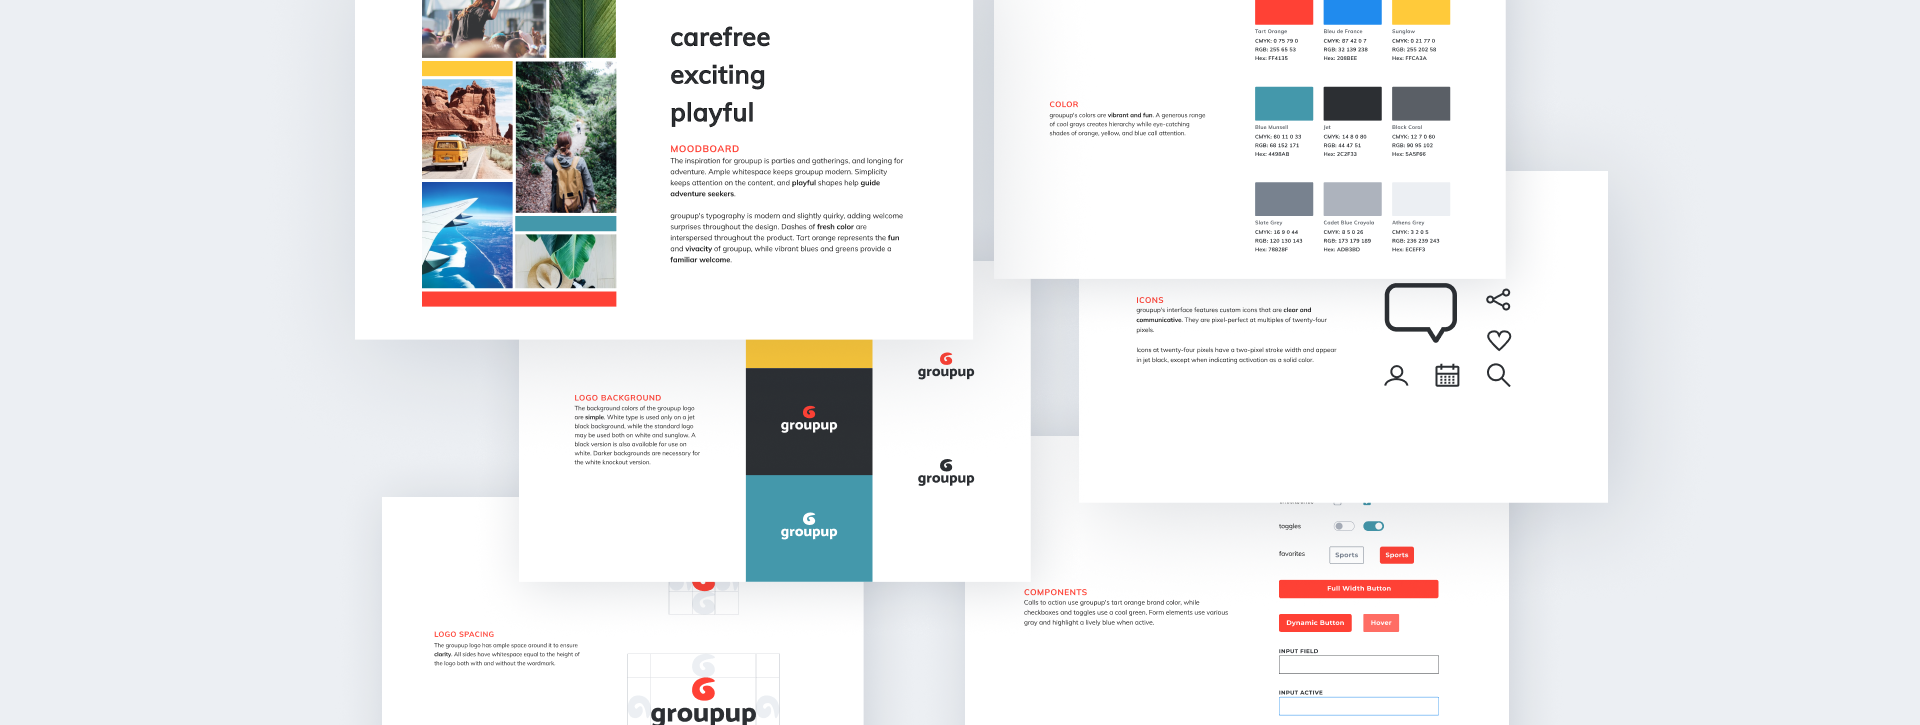 carefree
exciting
playful
MOODBOARD
The inspiration for groupup is parties and gatherings, and longing for
adventure. Ample whitespace keeps groupup modern. Simplicity
keeps attention on the content, and playful shapes help guide
adventure seekers.
groupup's typography is modern and slightly quirky, adding welcome
surprises throughout the design. Dashes of fresh color are
interspersed throughout the product. Tart orange represents the fun
and vivacity of groupup, while vibrant blues and greens provide a
familiar welcome.
COLOR
groupup's colors are vibrant and fun. A generous range
of cool grays creates hierarchy while eye-catching
shades of orange, yellow, and blue call attention.
Tart Orange
CMYK: 0 75 79 0
RGB: 255 65 53
Hex: FF4135
Bleu de France
CMYK: 87 42 0 7
RGB: 32 139 238
Hex: 208BEE
Sunglow
CMYK: 0 21 77 0
RGB: 255 202 58
Hex: FFCA3A
Blue Munsell
CMYK: 60 11 0 33
RGB: 68 152 171
Hex: 4498AB
Jet
CMYK: 14 8 0 80
RGB: 44 47 51
Hex: 2C2F33
Black Coral
CMYK: 12 7 0 60
RGB: 90 95 102
Hex: 5A5F66
Slate Grey
CMYK: 16 9 0 44
RGB: 120 130 143
Hex: 78828F
Cadet Blue Crayola
CMYK: 8 5 0 26
RGB: 173 179 189
Hex: ADB3BD
Athens Grey
CMYK: 3 2 0 5
RGB: 236 239 243
Hex: ECEFF3
ICONS
groupup's interface features custom icons that are clear and
communicative. They are pixel-perfect at multiples of twenty-four
pixels.
Icons at twenty-four pixels have a two-pixel stroke width and appear
in jet black, except when indicating activation as a solid color.
LOGO BACKGROUND
The background colors of the groupup logo
are simple. White type is used only on a jet
black background, while the standard logo
may be used both on white and sunglow. A
black version is also available for use on
white. Darker backgrounds are necessary for
the white knockout version.
groupup
groupup
groupup
groupup
LOGO SPACING
The groupup logo has ample space around it to ensure
clarity. All sides have whitespace equal to the height of
the logo both with and without the wordmark.
groupup
COMPONENTS
Calls to action use groupup's tart orange brand color, while
checkboxes and toggles use a cool green. Form elements use various
gray and highlight a lively blue when active.
toggles
favorites
Sports
Sports
Full Width Button
Dynamic Button
Hover
INPUT FIELD
INPUT ACTIVE